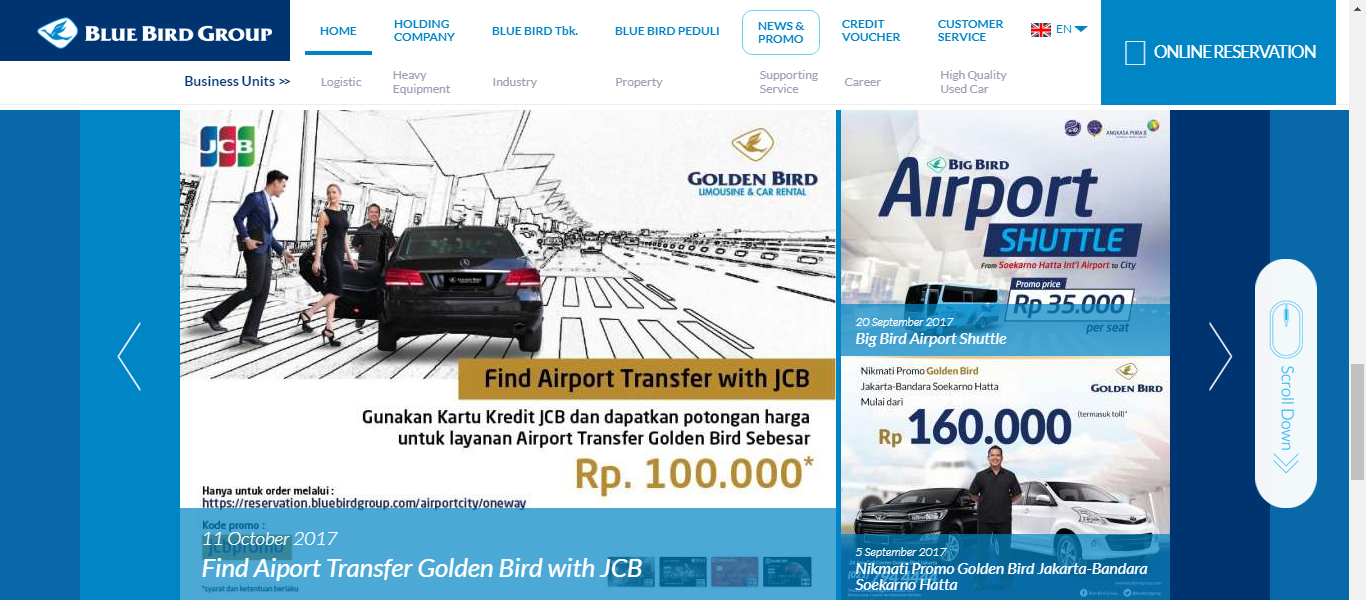 BLUE BIRD GROUP
HOME
HOLDING
COMPANY
BLUE BIRD Tbk.
BLUE BIRD PEDULI
NEWS &
PROMO
CREDIT
VOUCHER
CUSTOMER
SERVICE
EN
ONLINE RESERVATION
Business Units >>
Logistic
Heavy
Equipment
Industry
Property
Supporting
Service
Career
High Quality
Used Car
JCB
GOLDEN BIRD
LIMOUSINE & CAR RENTAL
Find Airport Transfer with JCB
Gunakan Kartu Kredit JCB dan dapatkan potongan harga
untuk layanan Airport Transfer Golden Bird Sebesar
Rp. 100.000*
Hanya untuk order melalui :
https://reservation.bluebirdgroup.com/airportcity/oneway
Kode promo :
jcbpromo
11 October 2017
Find Aiport Transfer Golden Bird with JCB
*syarat dan ketentuan berlaku
ANGKASA PURA II
BIG BIRD
Airport
SHUTTLE
From Soekarno Hatta Int'l Airport to City
Promo price
Rp 35.000
per seat
20 September 2017
Big Bird Airport Shuttle
Nikmati Promo Golden Bird
Jakarta-Bandara Soekarno Hatta
Mulai dari
GOLDEN BIRD
Rp 160.000
(termasuk toll)*
5 September 2017
Nikmati Promo Golden Bird Jakarta-Bandara
Soekarno Hatta
Scroll Down